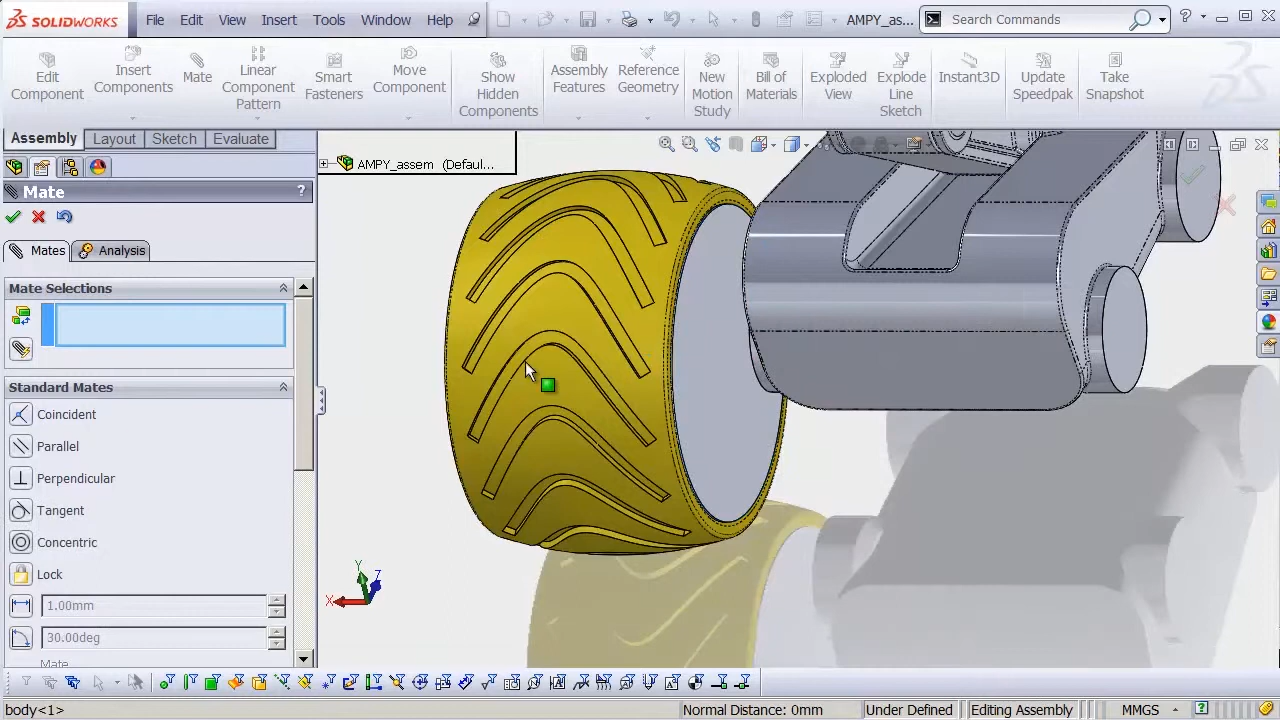 SOLIDWORKS File Edit View Insert Tools Window Help AMPY_as... Search Commands ?
Edit Component
Insert Components
Mate
Linear Component Pattern
Smart Fasteners
Move Component
Show Hidden Components
Assembly Features
Reference Geometry
New Motion Study
Bill of Materials
Exploded View
Explode Line Sketch
Instant3D
Update Speedpak
Take Snapshot
Assembly Layout Sketch Evaluate
AMPY_assem (Defaul...
Mate ?
Mates Analysis
Mate Selections
Standard Mates
Coincident
Parallel
Perpendicular
Tangent
Concentric
Lock
1.00mm
30.00deg
Mate
Y
Z
X
body<1> Normal Distance: 0mm Under Defined Editing Assembly MMGS ?